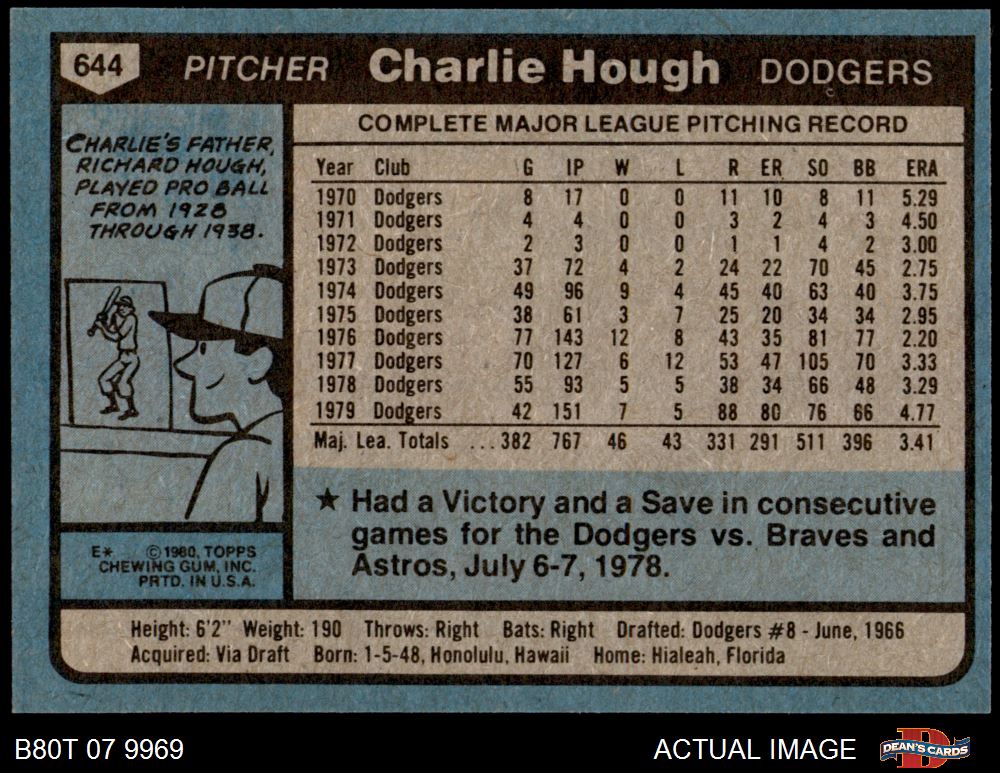 644 PITCHER Charlie Hough DODGERS
CHARLIE'S FATHER,
RICHARD HOUGH,
PLAYED PRO BALL
FROM 1928
THROUGH 1938.
E* © 1980, TOPPS
CHEWING GUM, INC.
PRTD. IN U.S.A.
COMPLETE MAJOR LEAGUE PITCHING RECORD
Year Club G IP W L R ER SO BB ERA
1970 Dodgers 8 17 0 0 11 10 8 11 5.29
1971 Dodgers 4 4 0 0 3 2 4 3 4.50
1972 Dodgers 2 3 0 0 1 1 4 2 3.00
1973 Dodgers 37 72 4 2 24 22 70 45 2.75
1974 Dodgers 49 96 9 4 45 40 63 40 3.75
1975 Dodgers 38 61 3 7 25 20 34 34 2.95
1976 Dodgers 77 143 12 8 43 35 81 77 2.20
1977 Dodgers 70 127 6 12 53 47 105 70 3.33
1978 Dodgers 55 93 5 5 38 34 66 48 3.29
1979 Dodgers 42 151 7 5 88 80 76 66 4.77
Maj. Lea. Totals ...382 767 46 43 331 291 511 396 3.41
★ Had a Victory and a Save in consecutive
games for the Dodgers vs. Braves and
Astros, July 6-7, 1978.
Height: 6'2" Weight: 190 Throws: Right Bats: Right Drafted: Dodgers #8 - June, 1966
Acquired: Via Draft Born: 1-5-48, Honolulu, Hawaii Home: Hialeah, Florida
B80T 07 9969 ACTUAL IMAGE DEAN'S CARDS